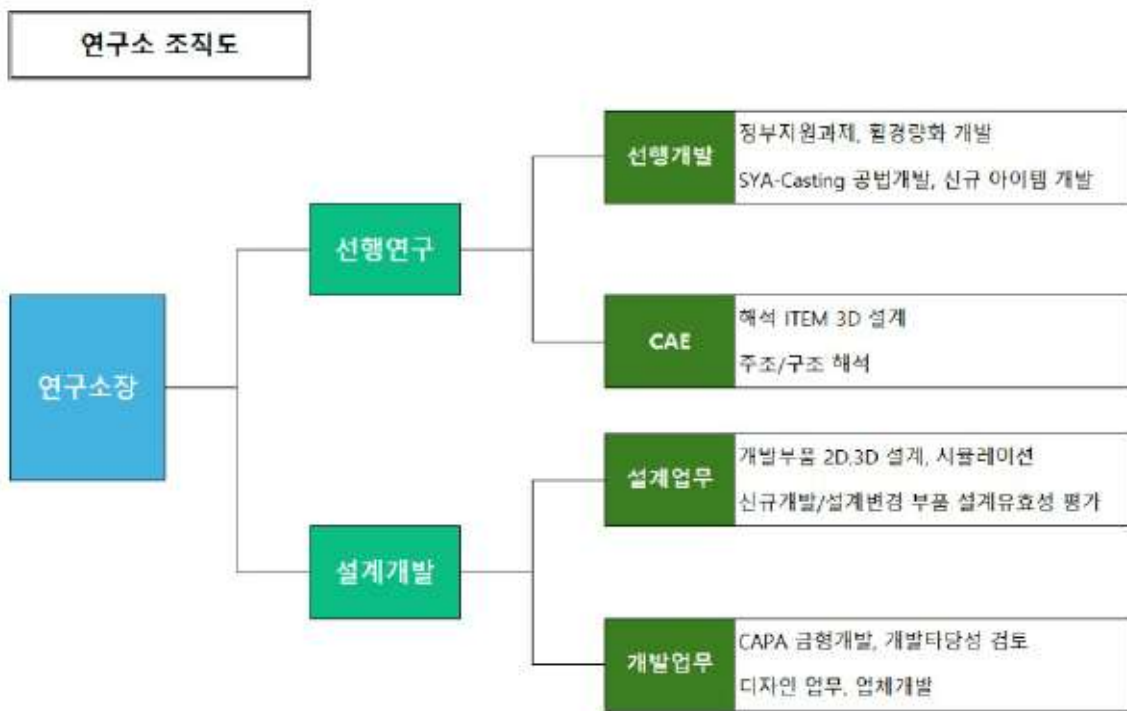 연구소 조직도
연구소장
선행연구
선행개발
정부지원과제, 휠경량화 개발
SYA-Casting 공법개발, 신규 아이템 개발
CAE
해석 ITEM 3D 설계
주조/구조 해석
설계개발
설계업무
개발부품 2D,3D 설계, 시뮬레이션
신규개발/설계변경 부품 설계유효성 평가
개발업무
CAPA 금형개발, 개발타당성 검토
디자인 업무, 업체개발